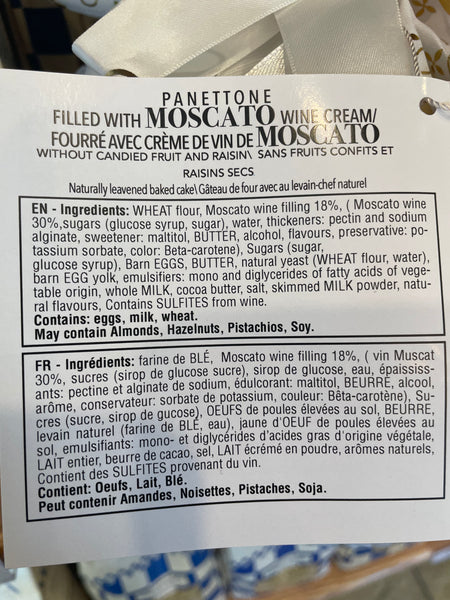 PANETTONE
FILLED WITH MOSCATO WINE CREAM/
FOURRÉ AVEC CRÈME DE VIN DE MOSCATO
WITHOUT CANDIED FRUIT AND RAISIN\ SANS FRUITS CONFITS ET
RAISINS SECS
Naturally leavened baked cake\Gâteau de four avec au levain-chef naturel
EN - Ingredients: WHEAT flour, Moscato wine filling 18%, ( Moscato wine
30%,sugars (glucose syrup, sugar), water, thickeners: pectin and sodium
alginate, sweetener: maltitol, BUTTER, alcohol, flavours, preservative: po-
tassium sorbate, color: Beta-carotene), Sugars (sugar,
glucose syrup), Barn EGGS, BUTTER, natural yeast (WHEAT flour, water),
barn EGG yolk, emulsifiers: mono and diglycerides of fatty acids of vege-
table origin, whole MILK, cocoa butter, salt, skimmed MILK powder, natu-
ral flavours, Contains SULFITES from wine.
Contains: eggs, milk, wheat.
May contain Almonds, Hazelnuts, Pistachios, Soy.
FR - Ingrédients: farine de BLÉ, Moscato wine filling 18%, ( vin Muscat
30%, sucres (sirop de glucose sucre), sirop de glucose, eau, épaississ-
ants: pectine et alginate de sodium, édulcorant: maltitol, BEURRE, alcool,
arôme, conservateur: sorbate de potassium, couleur: Bêta-carotène), Su-
cres (sucre, sirop de glucose), OEUFS de poules élevées au sol, BEURRE,
levain naturel (farine de BLÉ, eau), jaune d'OEUF de poules élevées au
sol, emulsifiants: mono- et diglycérides d'acides gras d'origine végétale,
LAIT entier, beurre de cacao, sel, LAIT écrémé en poudre, arômes naturels,
Contient des SULFITES provenant du vin.
Contient: Oeufs, Lait, Blé.
Peut contenir Amandes, Noisettes, Pistaches, Soja.